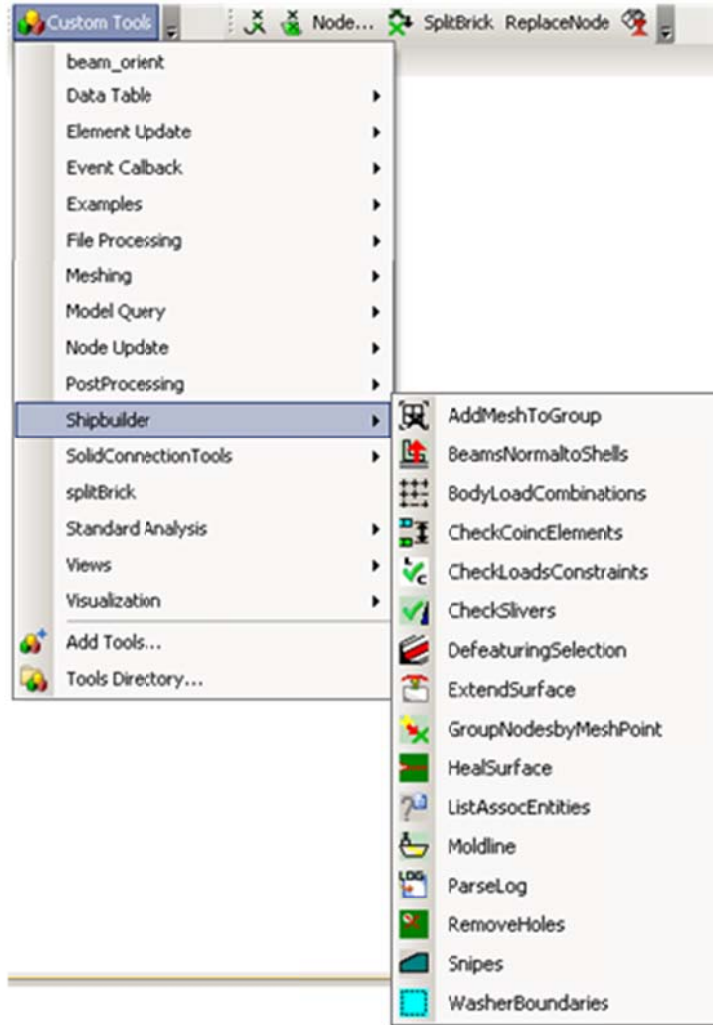 Custom Tools
Node... SplitBrick ReplaceNode
beam_orient
Data Table
Element Update
Event Calback
Examples
File Processing
Meshing
Model Query
Node Update
PostProcessing
Shipbuilder
SolidConnectionTools
splitBrick
Standard Analysis
Views
Visualization
Add Tools...
Tools Directory...
AddMeshToGroup
BeamsNormaltoShells
BodyLoadCombinations
CheckCoincElements
L C
CheckLoadsConstraints
CheckSlivers
DefeaturingSelection
ExtendSurface
GroupNodesbyMeshPoint
HealSurface
ListAssocEntities
Moldline
LOG
ParseLog
RemoveHoles
Snipes
WasherBoundaries